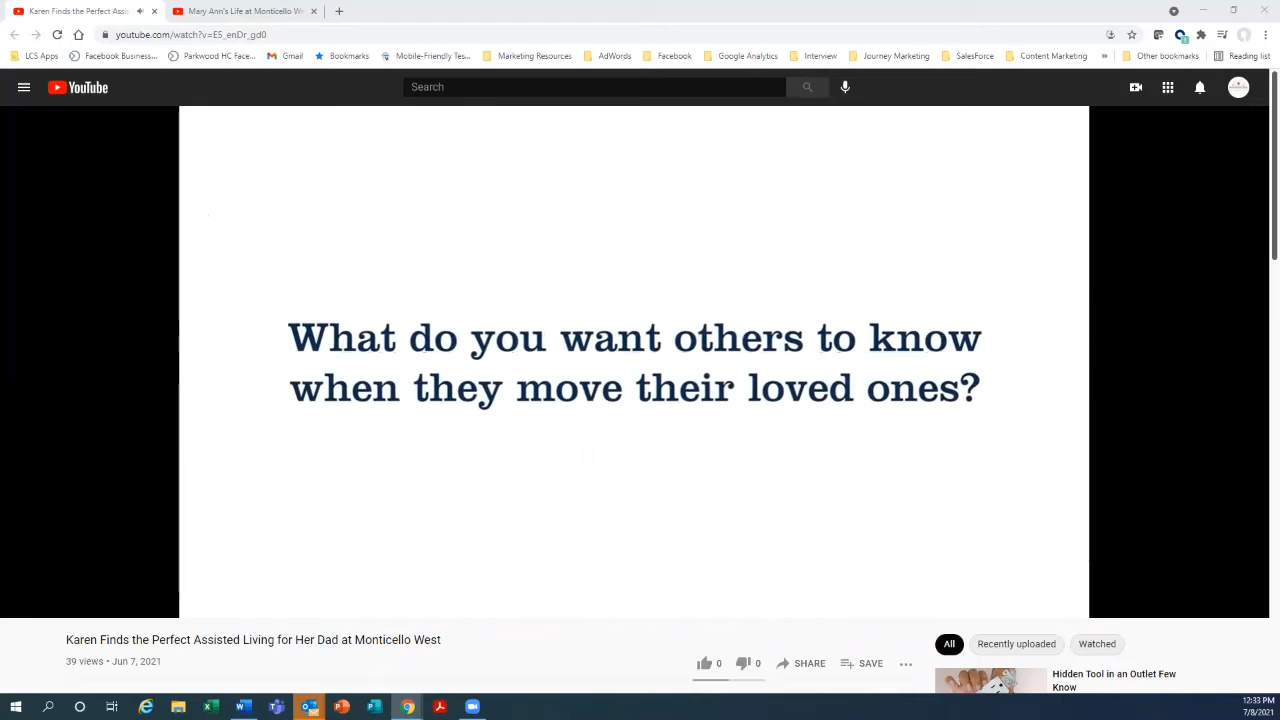 Karen Finds the Perfect Assis
Mary Ann's Life at Monticello We
youtube.com/watch?v=ES_enDr_gd0
LCS Apps
Facebook Business...
Parkwood HC Face...
Gmail
Bookmarks
Mobile-Friendly Tes...
Marketing Resources
AdWords
Facebook
Google Analytics
Interview
Journey Marketing
SalesForce
Content Marketing
»
Other bookmarks
Reading list
YouTube
Search
What do you want others to know
when they move their loved ones?
Karen Finds the Perfect Assisted Living for Her Dad at Monticello West
39 views • Jun 7, 2021
0
0
SHARE
SAVE
All
Recently uploaded
Watched
Hidden Tool in an Outlet Few
Know
12:33 PM
7/8/2021